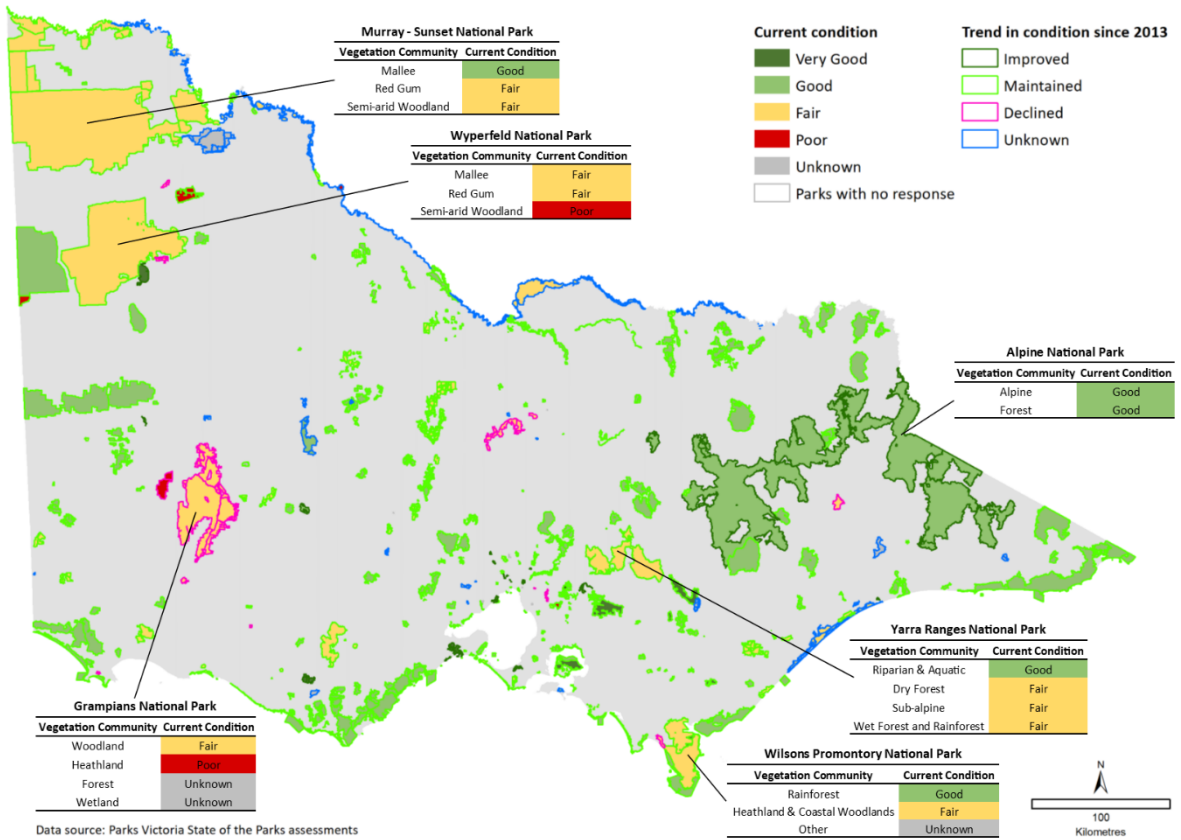 Murray - Sunset National Park
Vegetation Community Current Condition
Mallee Good
Red Gum Fair
Semi-arid Woodland Fair
Wyperfeld National Park
Vegetation Community Current Condition
Mallee Fair
Red Gum Fair
Semi-arid Woodland Poor
Current condition
Very Good
Good
Fair
Poor
Unknown
Parks with no response
Trend in condition since 2013
Improved
Maintained
Declined
Unknown
Alpine National Park
Vegetation Community Current Condition
Alpine Good
Forest Good
Yarra Ranges National Park
Vegetation Community Current Condition
Riparian & Aquatic Good
Dry Forest Fair
Sub-alpine Fair
Wet Forest and Rainforest Fair
Grampians National Park
Vegetation Community Current Condition
Woodland Fair
Heathland Poor
Forest Unknown
Wetland Unknown
Wilsons Promontory National Park
Vegetation Community Current Condition
Rainforest Good
Heathland & Coastal Woodlands Fair
Other Unknown
N
100
Kilometres
Data source: Parks Victoria State of the Parks assessments